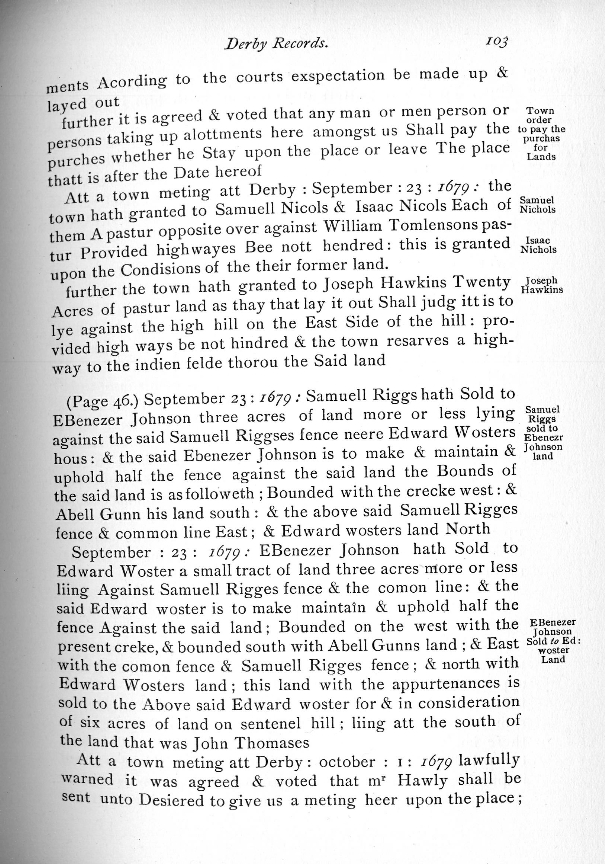 Derby Records. 103
ments Acording to the courts exspectation be made up &
layed out
further it is agreed & voted that any man or men person or
persons taking up alottments here amongst us Shall pay the
purches whether he Stay upon the place or leave The place
thatt is after the Date hereof
Town
order
to pay the
purchas
for
Lands
Att a town meting att Derby : September : 23 : 1679 : the
town hath granted to Samuell Nicols & Isaac Nicols Each of
them A pastur opposite over against William Tomlensons pas-
tur Provided highwayes Bee nott hendred : this is granted
upon the Condisions of the their former land.
Samuel
Nichols
Isaac
Nichols
further the town hath granted to Joseph Hawkins Twenty
Acres of pastur land as thay that lay it out Shall judg itt is to
lye against the high hill on the East Side of the hill : pro-
vided high ways be not hindred & the town resarves a high-
way to the indien felde thorou the Said land
Joseph
Hawkins
(Page 46.) September 23 : 1679 : Samuell Riggs hath Sold to
EBenezer Johnson three acres of land more or less lying
against the said Samuell Riggses fence neere Edward Wosters
hous : & the said Ebenezer Johnson is to make & maintain &
uphold half the fence against the said land the Bounds of
the said land is as followeth ; Bounded with the crecke west : &
Abell Gunn his land south : & the above said Samuell Rigges
fence & common line East ; & Edward wosters land North
Samuel
Riggs
sold to
Ebenezr
Johnson
land
September : 23 : 1679 : EBenezer Johnson hath Sold to
Edward Woster a small tract of land three acres more or less
liing Against Samuell Rigges fence & the comon line : & the
said Edward woster is to make maintain & uphold half the
fence Against the said land ; Bounded on the west with the
present creke, & bounded south with Abell Gunns land ; & East
with the comon fence & Samuell Rigges fence ; & north with
Edward Wosters land ; this land with the appurtenances is
sold to the Above said Edward woster for & in consideration
of six acres of land on sentenel hill ; liing att the south of
the land that was John Thomases
EBenezer
Johnson
Sold to Ed :
woster
Land
Att a town meting att Derby : october : 1 : 1679 lawfully
warned it was agreed & voted that mr Hawly shall be
sent unto Desiered to give us a meting heer upon the place ;